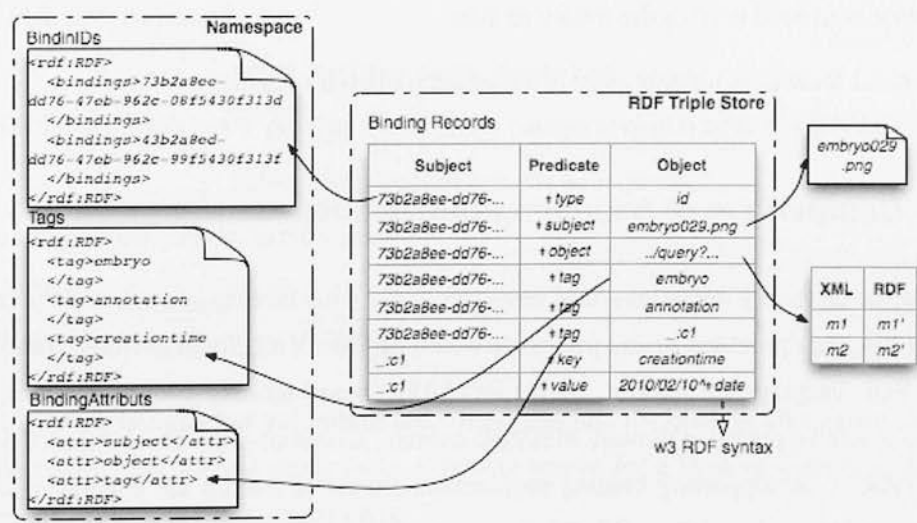 Namespace
BindinIDs
<rdf:RDF>
<bindings>73b2a8ee-
dd76-47eb-962c-08f5430f313d
</bindings>
<bindings>43b2a8ed-
dd76-47eb-962c-99f5430f313f
</bindings>
</rdf:RDF>
Tags
<rdf:RDF>
<tag>embryo
</tag>
<tag>annotation
</tag>
<tag>creationtime
</tag>
</rdf:RDF>
BindingAttributs
<rdf:RDF>
<attr>subject</attr>
<attr>object</attr>
<attr>tag</attr>
</rdf:RDF>
RDF Triple Store
Binding Records
Subject Predicate Object
73b2a8ee-dd76-... +type id
73b2a8ee-dd76-... +subject embryo029.png
73b2a8ee-dd76-... +object ../query?...
73b2a8ee-dd76-... +tag embryo
73b2a8ee-dd76-... +tag annotation
73b2a8ee-dd76-... +tag :c1
_:c1 +key creationtime
_:c1 +value 2010/02/10^+date
w3 RDF syntax
embryo029
.png
XML RDF
m1 m1'
m2 m2'